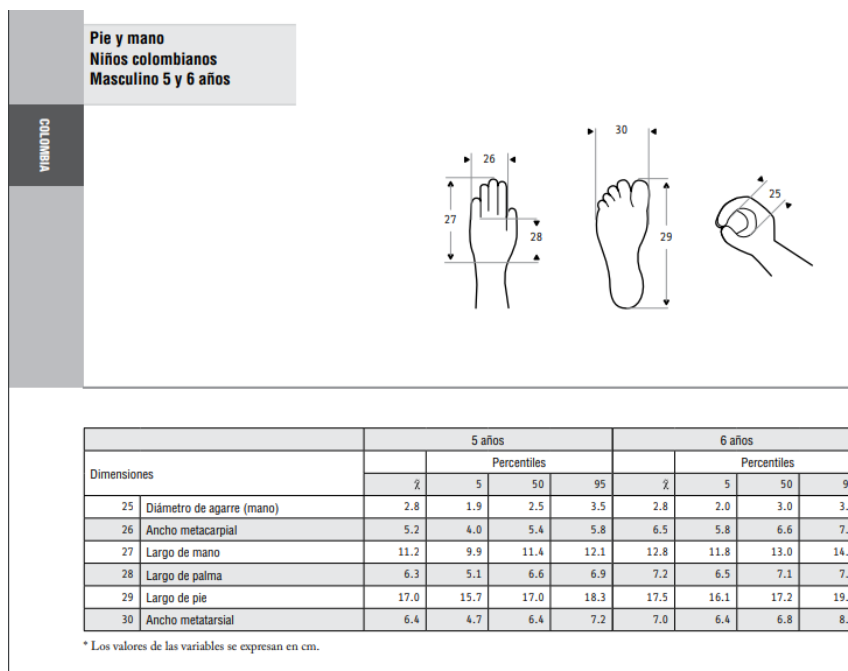 Pie y mano
Niños colombianos
Masculino 5 y 6 años
COLOMBIA
30
26
25
27
28
29
5 años 6 años
Dimensiones Percentiles Percentiles
x̄ 5 50 95 x̄ 5 50 9
25 Diámetro de agarre (mano) 2.8 1.9 2.5 3.5 2.8 2.0 3.0 3.
26 Ancho metacarpial 5.2 4.0 5.4 5.8 6.5 5.8 6.6 7.
27 Largo de mano 11.2 9.9 11.4 12.1 12.8 11.8 13.0 14.
28 Largo de palma 6.3 5.1 6.6 6.9 7.2 6.5 7.1 7.
29 Largo de pie 17.0 15.7 17.0 18.3 17.5 16.1 17.2 19.
30 Ancho metatarsial 6.4 4.7 6.4 7.2 7.0 6.4 6.8 8.
* Los valores de las variables se expresan en cm.